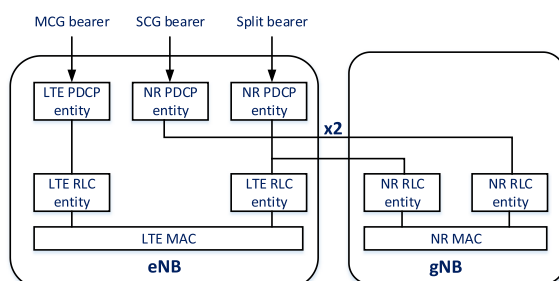 MCG bearer
SCG bearer
Split bearer
LTE PDCP
entity
NR PDCP
entity
NR PDCP
entity
x2
LTE RLC
entity
LTE RLC
entity
NR RLC
entity
NR RLC
entity
LTE MAC
NR MAC
eNB
gNB